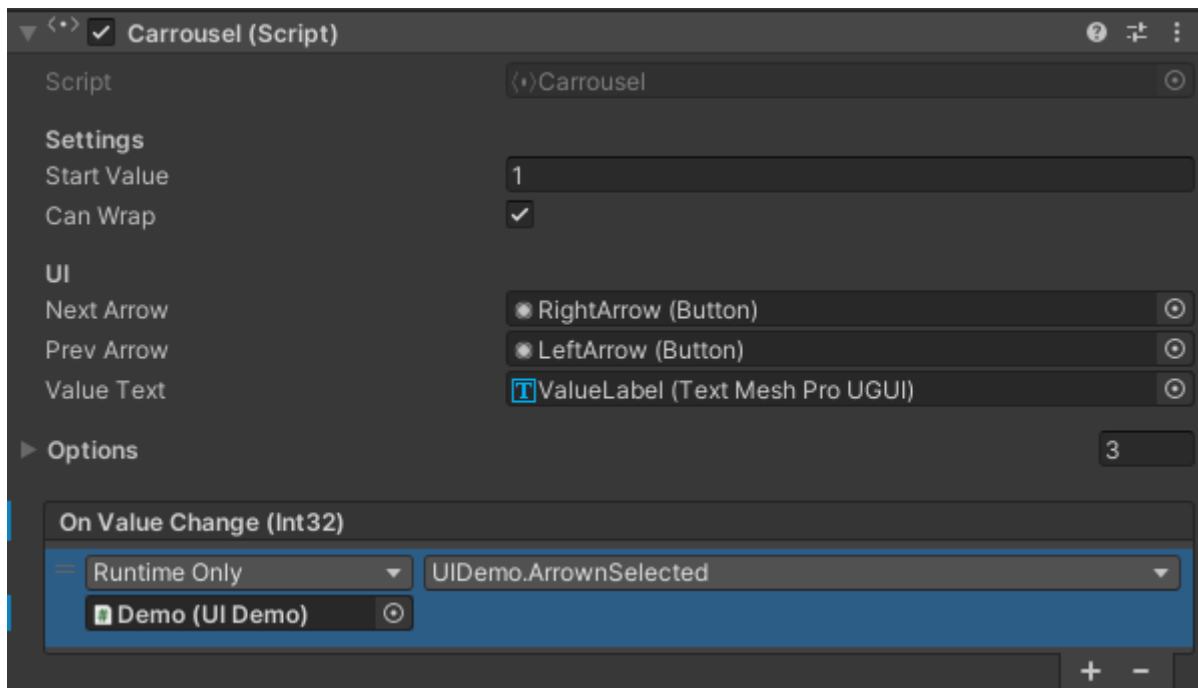 Carrousel (Script)
Script Carrousel
Settings
Start Value 1
Can Wrap
UI
Next Arrow RightArrow (Button)
Prev Arrow LeftArrow (Button)
Value Text ValueLabel (Text Mesh Pro UGUI)
Options 3
On Value Change (Int32)
Runtime Only UIDemo.ArrownSelected
Demo (UI Demo)